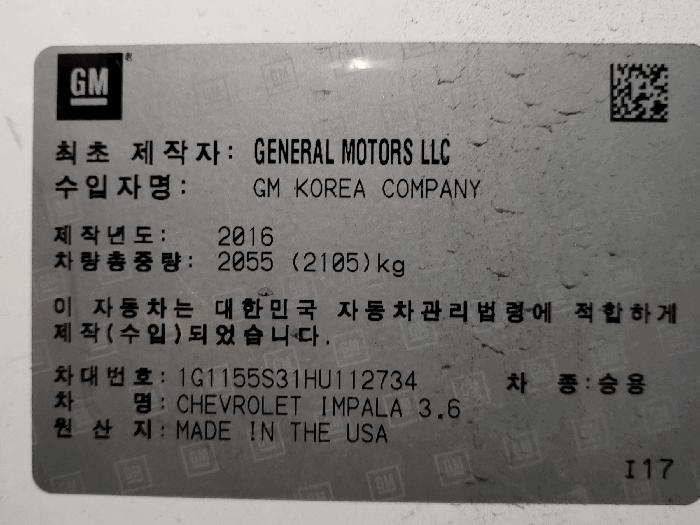 GM
최초 제작자: GENERAL MOTORS LLC
수입자명: GM KOREA COMPANY
제작년도: 2016
차량총중량: 2055 (2105)kg
이 자동차는 대한민국 자동차관리법령에 적합하게
제작(수입)되었습니다.
차대번호: 1G1155S31HU112734 차 종:승용
차 명: CHEVROLET IMPALA 3.6
원 산 지: MADE IN THE USA
I17